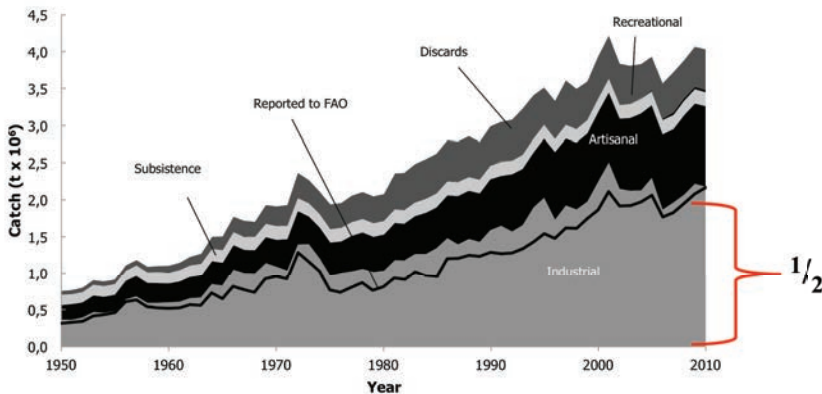 4,5
4,0
3,5
3,0
2,5
2,0
1,5
1,0
0,5
0,0
Catch (t x 10⁶)
Recreational
Discards
Reported to FAO
Subsistence
Artisanal
Industrial
1/2
1950 1960 1970 1980 1990 2000 2010
Year